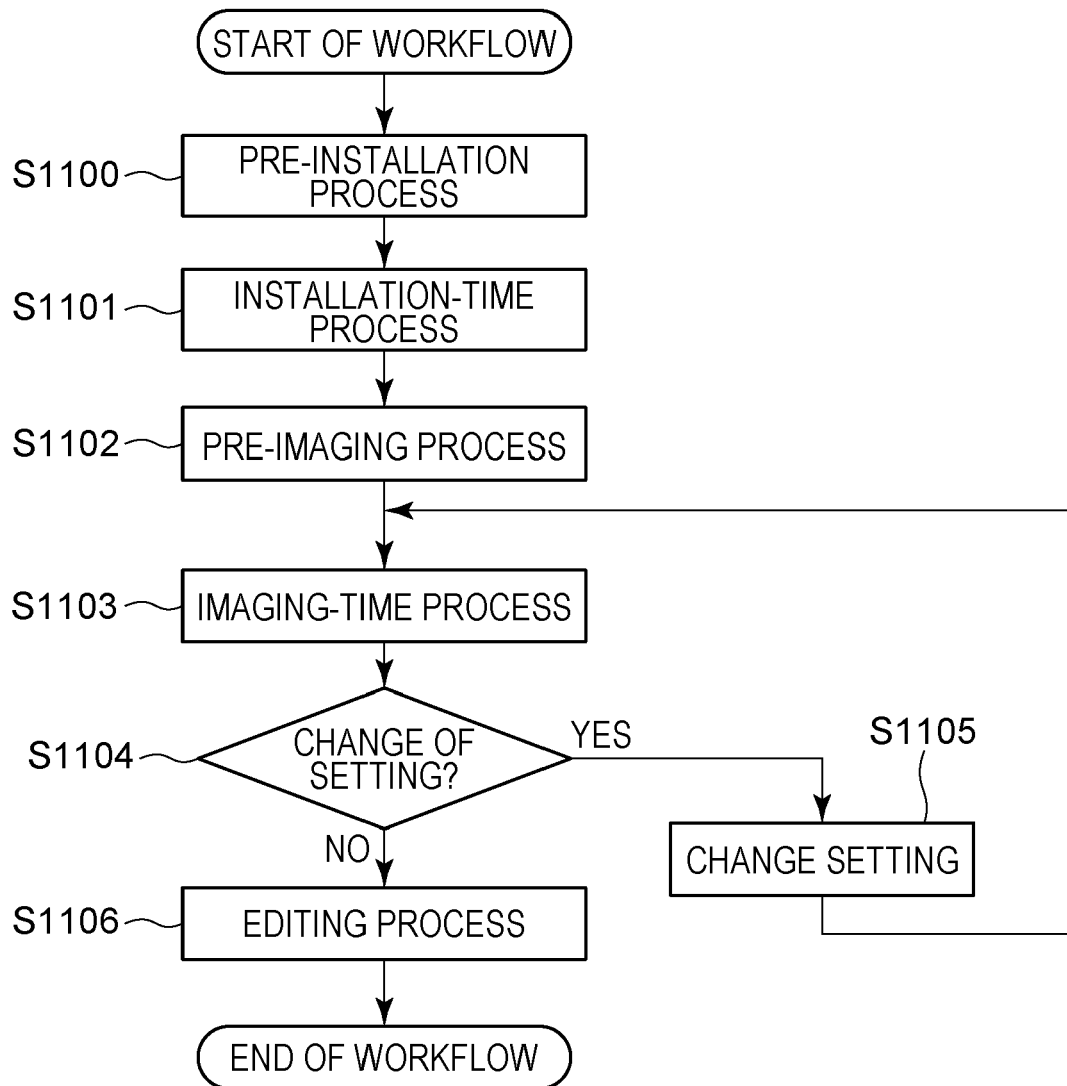 START OF WORKFLOW
S1100
PRE-INSTALLATION
PROCESS
S1101
INSTALLATION-TIME
PROCESS
S1102
PRE-IMAGING PROCESS
S1103
IMAGING-TIME PROCESS
S1104
CHANGE OF
SETTING?
YES
S1105
NO
CHANGE SETTING
S1106
EDITING PROCESS
END OF WORKFLOW